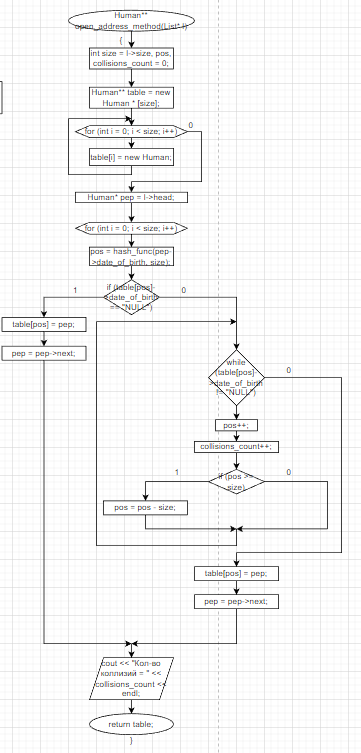 Human**
open_address_method(List* l)
{
int size = l->size, pos,
collisions_count = 0;
Human** table = new
Human * [size];
for (int i = 0; i < size; i++)
0
table[i] = new Human;
Human* pep = l->head;
for (int i = 0; i < size; i++)
pos = hash_func(pep-
>date_of_birth, size);
if (table[pos]-
>date_of_birth
== "NULL")
1
0
table[pos] = pep;
pep = pep->next;
while
(table[pos]-
>date_of_birth
!= "NULL")
0
pos++;
collisions_count++;
if (pos >=
size)
1
0
pos = pos - size;
table[pos] = pep;
pep = pep->next;
cout << "Кол-во
коллизий = " <<
collisions_count <<
endl;
return table;
}